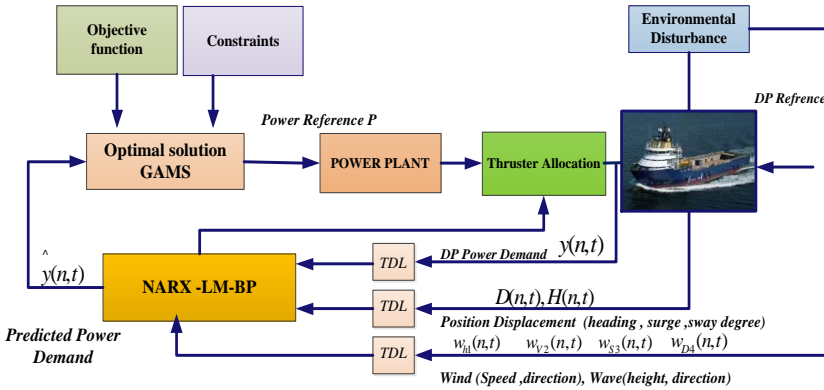 Objective
function
Constraints
Environmental
Disturbance
DP Refrence
Power Reference P
Optimal solution
GAMS
POWER PLANT
Thruster Allocation
^
y(n,t)
NARX -LM-BP
TDL
DP Power Demand y(n,t)
TDL
D(n,t), H(n,t)
Position Displacement (heading , surge ,sway degree)
Predicted Power
Demand
TDL
w_{h1}(n,t) w_{V2}(n,t) w_{S3}(n,t) w_{D4}(n,t)
Wind (Speed ,direction), Wave(height, direction)